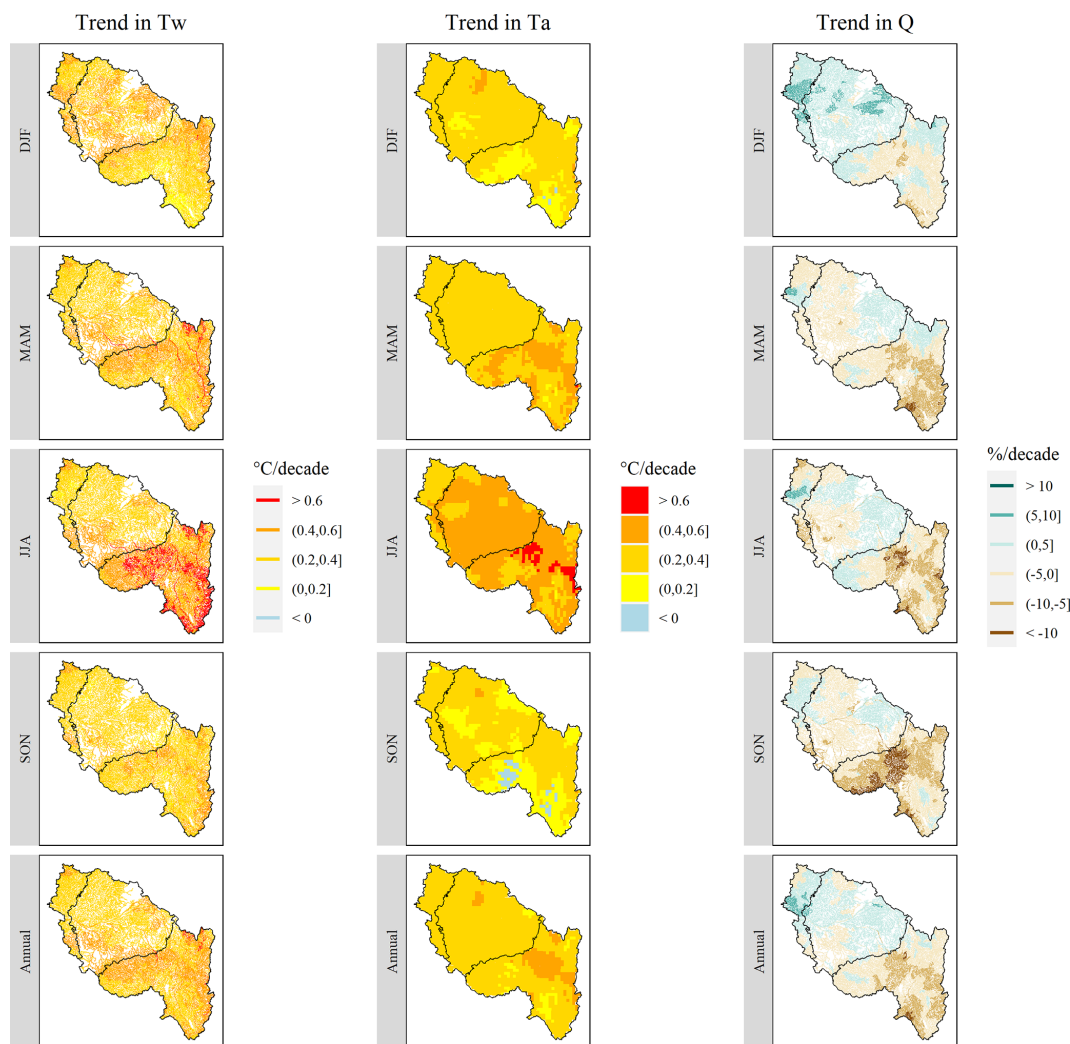 Trend in Tw
Trend in Ta
Trend in Q
DJF
DJF
DJF
MAM
MAM
MAM
JJA
°C/decade
> 0.6
(0.4,0.6]
(0.2,0.4]
(0,0.2]
< 0
JJA
°C/decade
> 0.6
(0.4,0.6]
(0.2,0.4]
(0,0.2]
< 0
JJA
%/decade
> 10
(5,10]
(0,5]
(-5,0]
(-10,-5]
< -10
SON
SON
SON
Annual
Annual
Annual